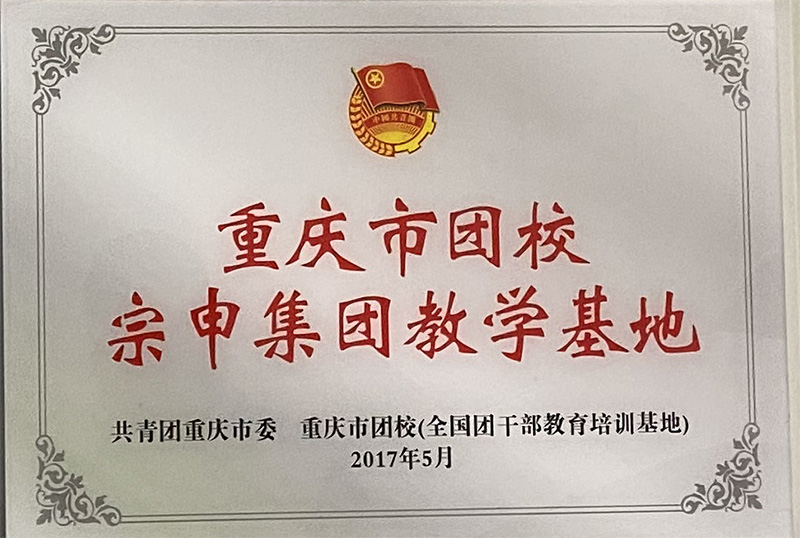 中国共青团
重庆市团校
宗申集团教学基地
共青团重庆市委 重庆市团校(全国团干部教育培训基地)
2017年5月